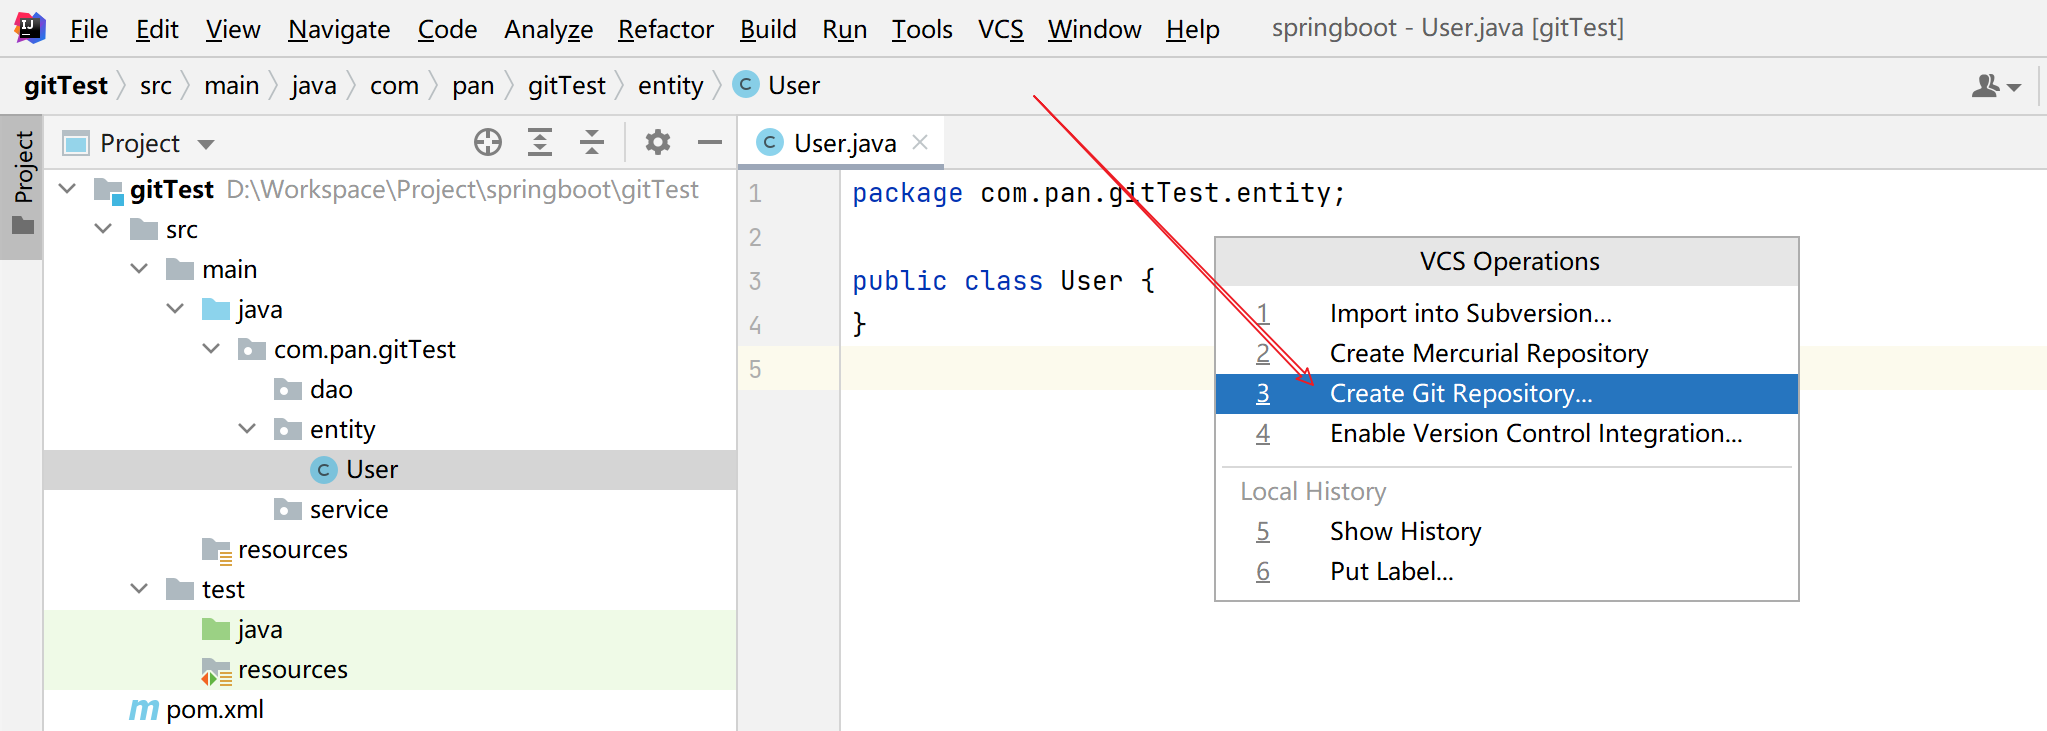 File Edit View Navigate Code Analyze Refactor Build Run Tools VCS Window Help springboot - User.java [gitTest]
gitTest src main java com pan gitTest entity C User
Project
Project
gitTest D:\Workspace\Project\springboot\gitTest
src
main
java
com.pan.gitTest
dao
entity
C User
service
resources
test
java
resources
m pom.xml
C User.java
1 package com.pan.gitTest.entity;
2
3 public class User {
4 }
5
VCS Operations
1 Import into Subversion...
2 Create Mercurial Repository
3 Create Git Repository...
4 Enable Version Control Integration...
Local History
5 Show History
6 Put Label...